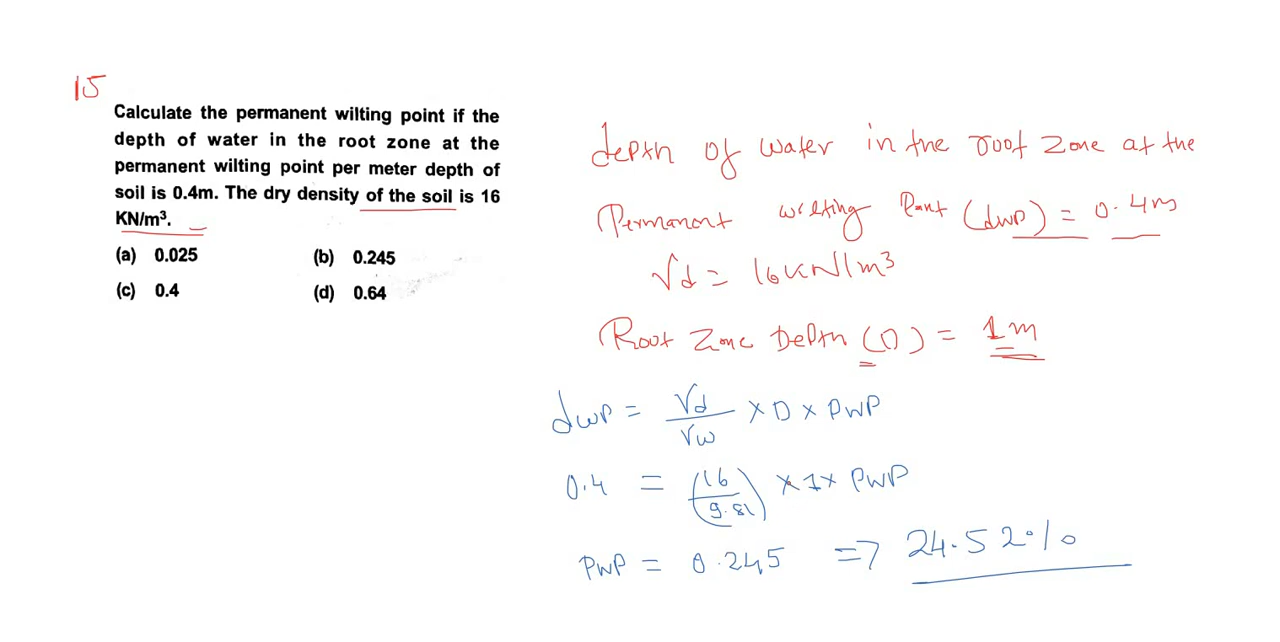 15
Calculate the permanent wilting point if the
depth of water in the root zone at the
permanent wilting point per meter depth of
soil is 0.4m. The dry density of the soil is 16
KN/m³.
(a) 0.025 (b) 0.245
(c) 0.4 (d) 0.64
depth of water in the root zone at the
Permanant wilting Point (dwp) = 0.4m
γd = 16KN/m³
Root Zone Depth (D) = 1m
dwp = γd/γw × D × PWP
0.4 = (16/9.81) × 1 × PWP
PWP = 0.245 => 24.52%